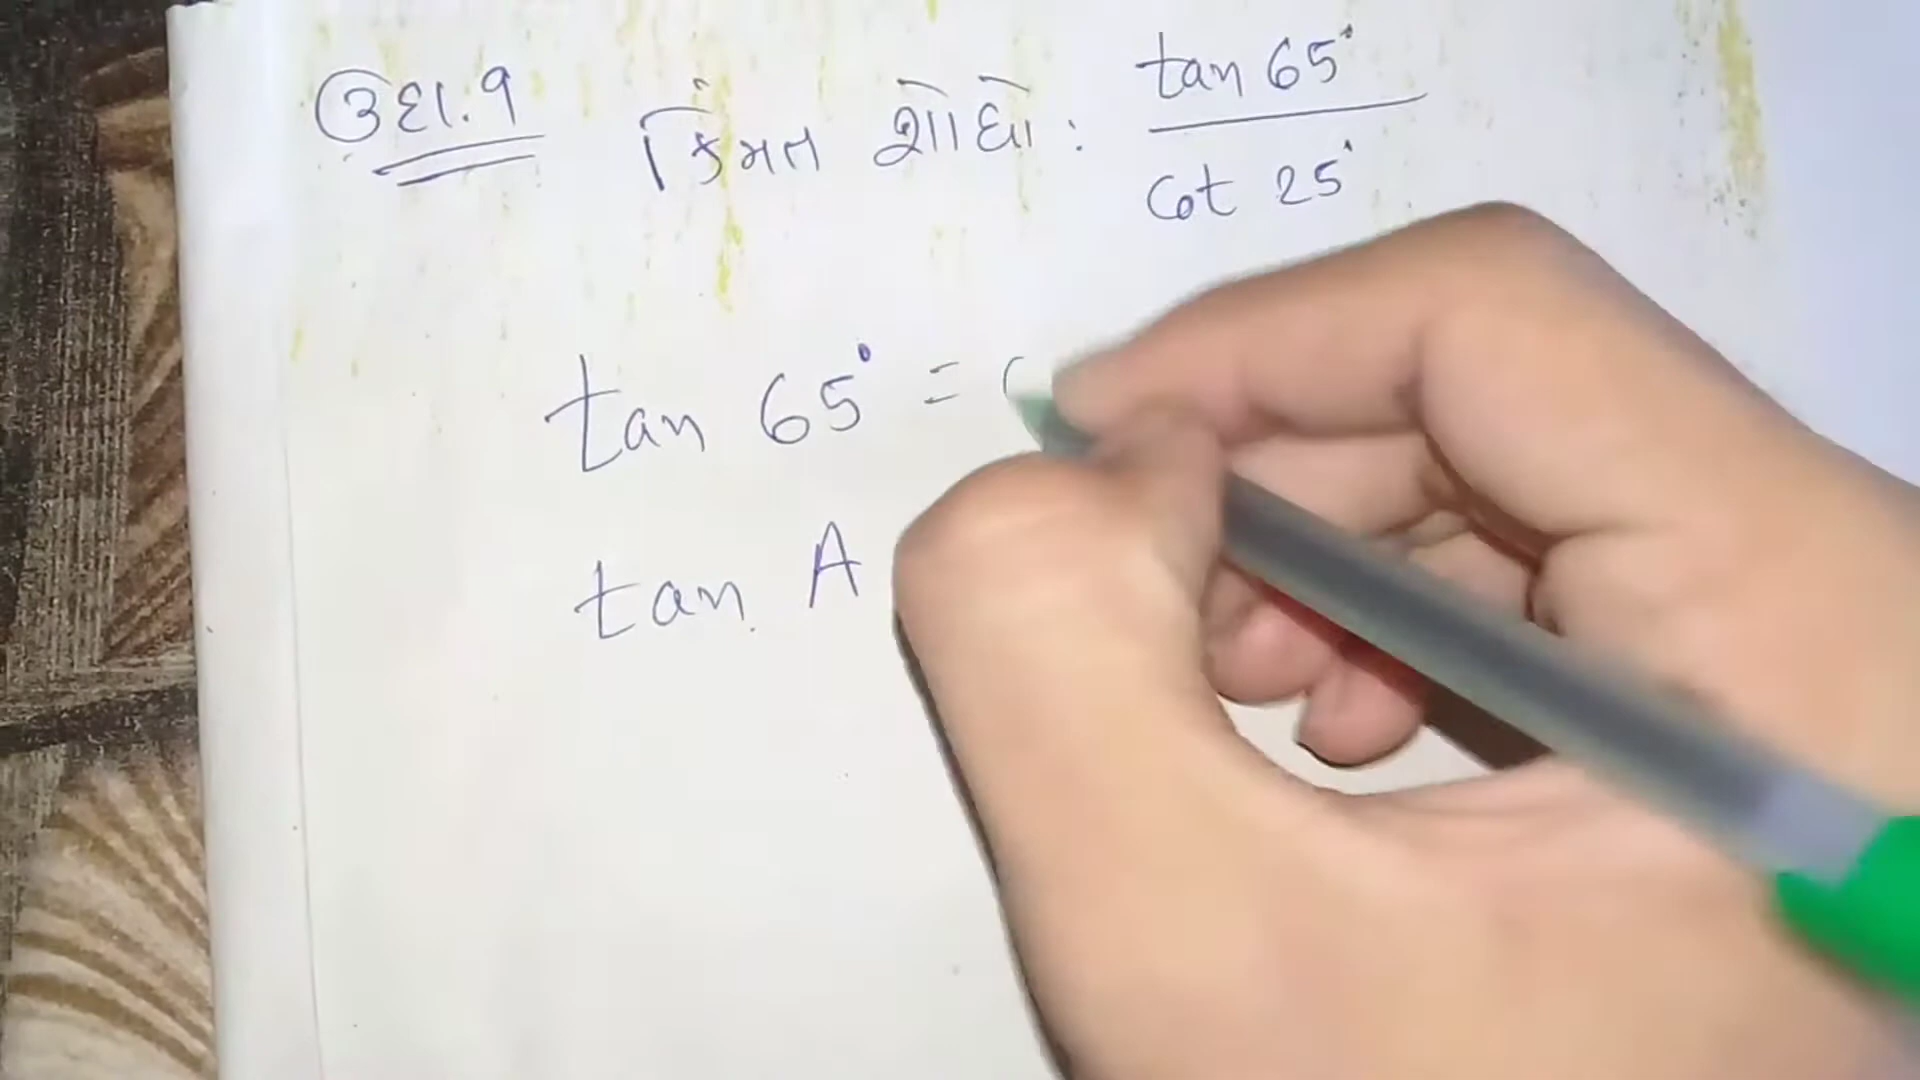 ઉદા.૧ કિંમત શોધો : tan 65° / cot 25°
tan 65° = c
tan A